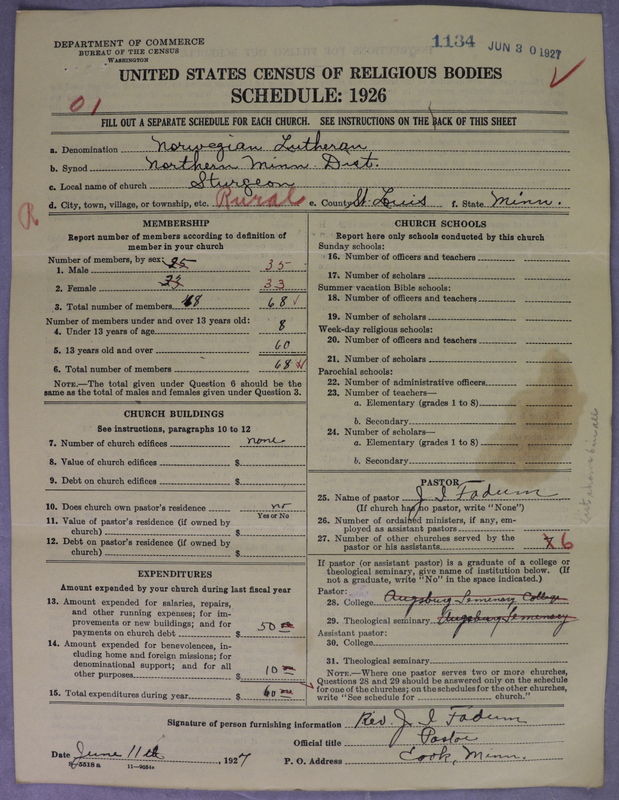 DEPARTMENT OF COMMERCE
BUREAU OF THE CENSUS
WASHINGTON
1134 JUN 30 1927
UNITED STATES CENSUS OF RELIGIOUS BODIES
SCHEDULE: 1926
01
FILL OUT A SEPARATE SCHEDULE FOR EACH CHURCH. SEE INSTRUCTIONS ON THE BACK OF THIS SHEET
a. Denomination Norwegian Lutheran
b. Synod Northern Minn. Dist.
c. Local name of church Sturgeon
d. City, town, village, or township, etc. Rural e. County St. Louis f. State Minn.
R
MEMBERSHIP
Report number of members according to definition of
member in your church
Number of members, by sex:
1. Male 35
2. Female 33
3. Total number of members 68
Number of members under and over 13 years old:
4. Under 13 years of age 8
5. 13 years old and over 60
6. Total number of members 68
NOTE.—The total given under Question 6 should be the
same as the total of males and females given under Question 3.
CHURCH BUILDINGS
See instructions, paragraphs 10 to 12
7. Number of church edifices none
8. Value of church edifices $
9. Debt on church edifices $
10. Does church own pastor's residence no
Yes or No
11. Value of pastor's residence (if owned by
church) $
12. Debt on pastor's residence (if owned by
church) $
EXPENDITURES
Amount expended by your church during last fiscal year
13. Amount expended for salaries, repairs,
and other running expenses; for im-
provements or new buildings; and for
payments on church debt $ 50
14. Amount expended for benevolences, in-
cluding home and foreign missions; for
denominational support; and for all
other purposes 10
15. Total expenditures during year $ 60
CHURCH SCHOOLS
Report here only schools conducted by this church
Sunday schools:
16. Number of officers and teachers
17. Number of scholars
Summer vacation Bible schools:
18. Number of officers and teachers
19. Number of scholars
Week-day religious schools:
20. Number of officers and teachers
21. Number of scholars
Parochial schools:
22. Number of administrative officers
23. Number of teachers—
a. Elementary (grades 1 to 8)
b. Secondary
24. Number of scholars—
a. Elementary (grades 1 to 8)
b. Secondary
PASTOR
25. Name of pastor J I Fadum
(If church has no pastor, write "None")
26. Number of ordained ministers, if any, em-
ployed as assistant pastors
27. Number of other churches served by the
pastor or his assistants 6
If pastor (or assistant pastor) is a graduate of a college or
theological seminary, give name of institution below. (If
not a graduate, write "No" in the space indicated.)
Pastor:
28. College Augsburg Semenary College
29. Theological seminary Augsburg Semenary
Assistant pastor:
30. College
31. Theological seminary
NOTE.—Where one pastor serves two or more churches,
Questions 28 and 29 should be answered only on the schedule
for one of the churches; on the schedules for the other churches,
write "See schedule for church."
Signature of person furnishing information Rev. J. I Fadum
Official title Pastor
Date June 11th, 1927 P. O. Address Cook, Minn.
8-5518a 11-9554